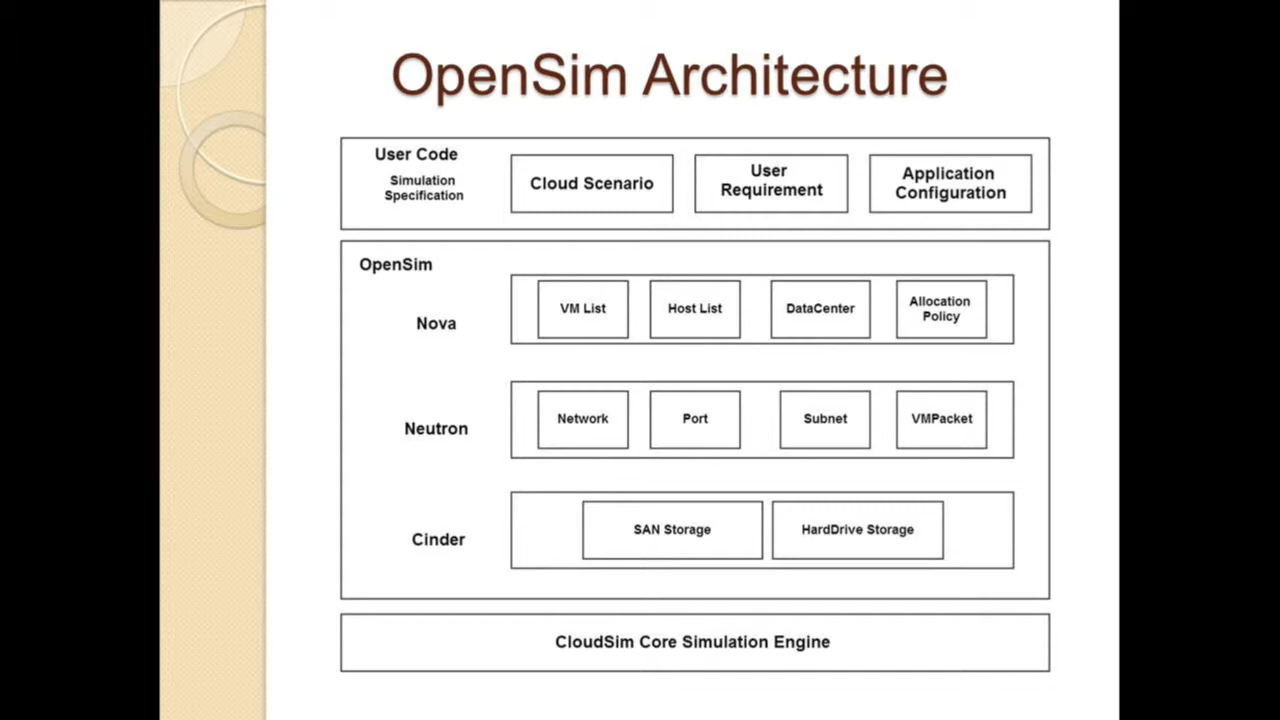 OpenSim Architecture
User Code
Simulation
Specification
Cloud Scenario
User
Requirement
Application
Configuration
OpenSim
Nova
VM List
Host List
DataCenter
Allocation
Policy
Neutron
Network
Port
Subnet
VMPacket
Cinder
SAN Storage
HardDrive Storage
CloudSim Core Simulation Engine